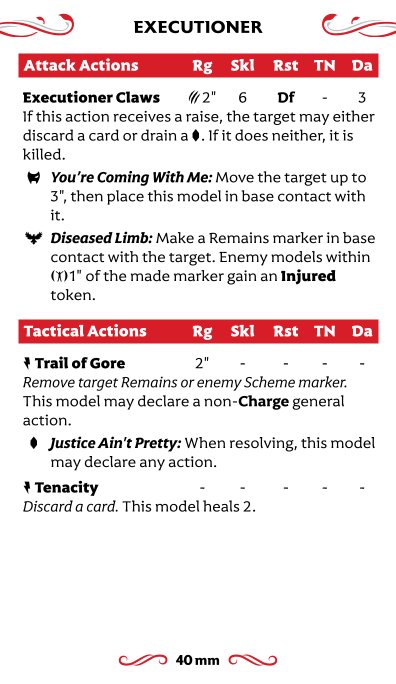 EXECUTIONER
Attack Actions Rg Skl Rst TN Da
Executioner Claws 2" 6 Df - 3
If this action receives a raise, the target may either
discard a card or drain a . If it does neither, it is
killed.
You're Coming With Me: Move the target up to
3", then place this model in base contact with
it.
Diseased Limb: Make a Remains marker in base
contact with the target. Enemy models within
1" of the made marker gain an Injured
token.
Tactical Actions Rg Skl Rst TN Da
Trail of Gore 2" - - - -
Remove target Remains or enemy Scheme marker.
This model may declare a non-Charge general
action.
Justice Ain't Pretty: When resolving, this model
may declare any action.
Tenacity - - - - -
Discard a card. This model heals 2.
40 mm